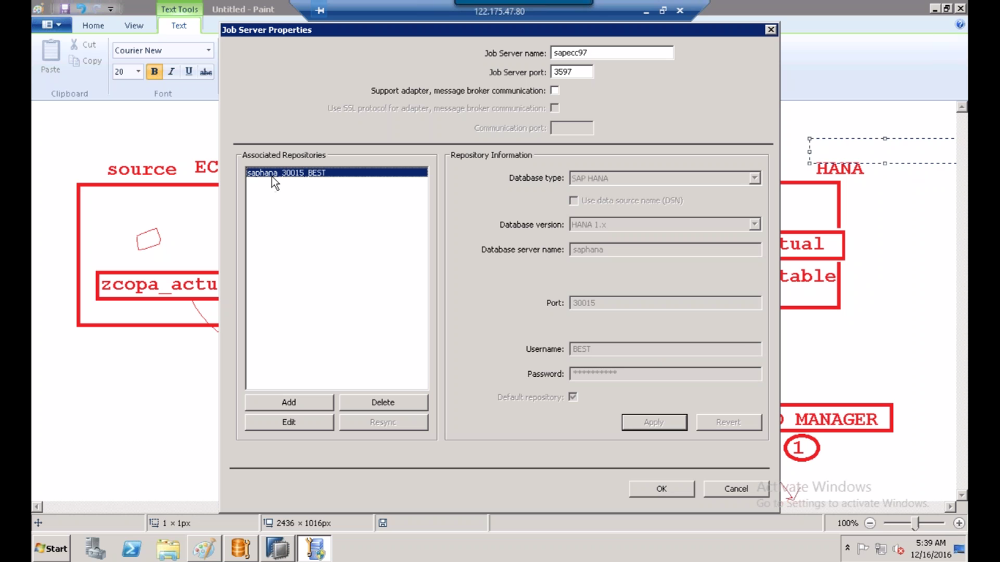 Text Tools
Untitled - Paint
122.175.47.80
Home
View
Text
Job Server Properties
Cut
Copy
Paste
Clipboard
Courier New
20
B
I
U
abc
Font
Job Server name:
sapecc97
Job Server port:
3597
Support adapter, message broker communication:
Use SSL protocol for adapter, message broker communication:
Communication port:
Associated Repositories
saphana_30015_BEST
Add
Delete
Edit
Resync
Repository Information
Database type:
SAP HANA
Use data source name (DSN)
Database version:
HANA 1.x
Database server name:
saphana
Port:
30015
Username:
BEST
Password:
**********
Default repository:
Apply
Revert
OK
Cancel
source EC
zcopa_actu
HANA
tual
table
MANAGER
1
Activate Windows
Go to Settings to activate Windows.
1 × 1px
2436 × 1016px
100%
Start
5:39 AM
12/16/2016